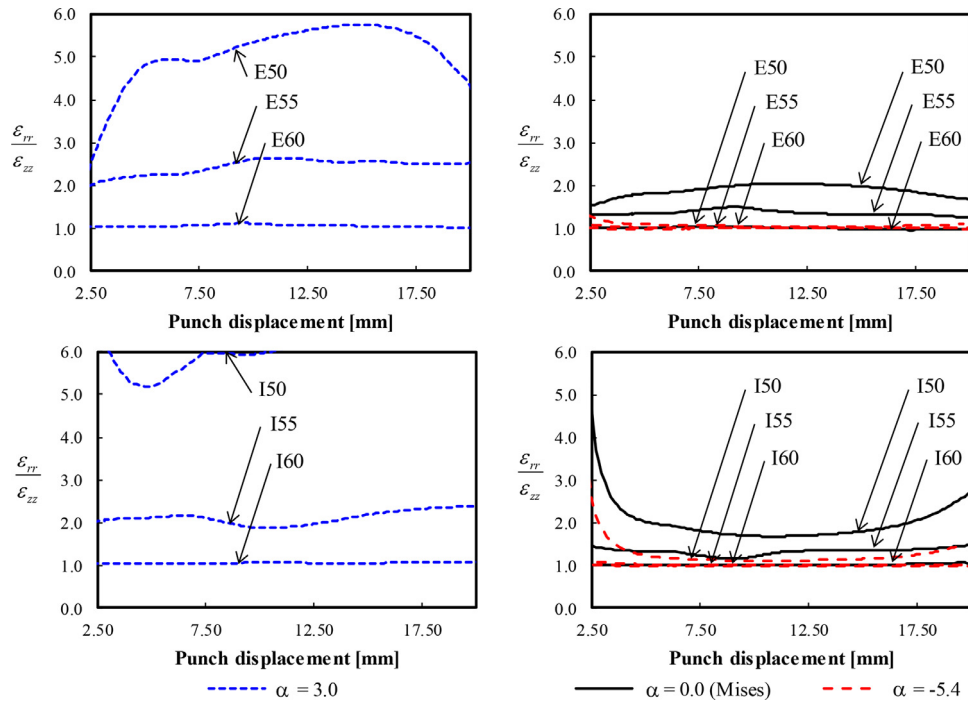 6.0
5.0
4.0
3.0
2.0
1.0
0.0
εrr
εzz
E50
E55
E60
2.50 7.50 12.50 17.50
Punch displacement [mm]
6.0
5.0
4.0
3.0
2.0
1.0
0.0
εrr
εzz
E50
E55
E60
E50
E55
E60
2.50 7.50 12.50 17.50
Punch displacement [mm]
6.0
5.0
4.0
3.0
2.0
1.0
0.0
εrr
εzz
I50
I55
I60
2.50 7.50 12.50 17.50
Punch displacement [mm]
6.0
5.0
4.0
3.0
2.0
1.0
0.0
εrr
εzz
I50
I55
I60
I50
I55
I60
2.50 7.50 12.50 17.50
Punch displacement [mm]
α = 3.0
α = 0.0 (Mises)
α = -5.4